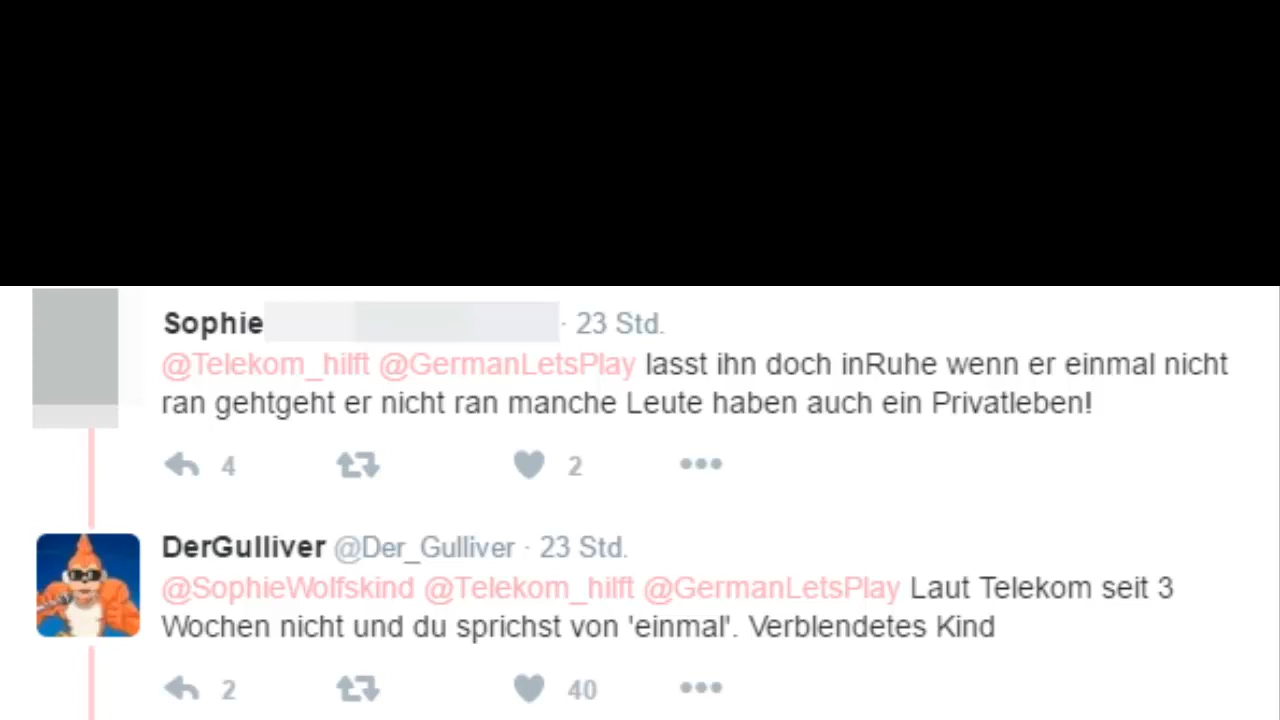 Sophie · 23 Std.
@Telekom_hilft @GermanLetsPlay lasst ihn doch inRuhe wenn er einmal nicht
ran gehtgeht er nicht ran manche Leute haben auch ein Privatleben!
4 2
DerGulliver @Der_Gulliver · 23 Std.
@SophieWolfskind @Telekom_hilft @GermanLetsPlay Laut Telekom seit 3
Wochen nicht und du sprichst von 'einmal'. Verblendetes Kind
2 40